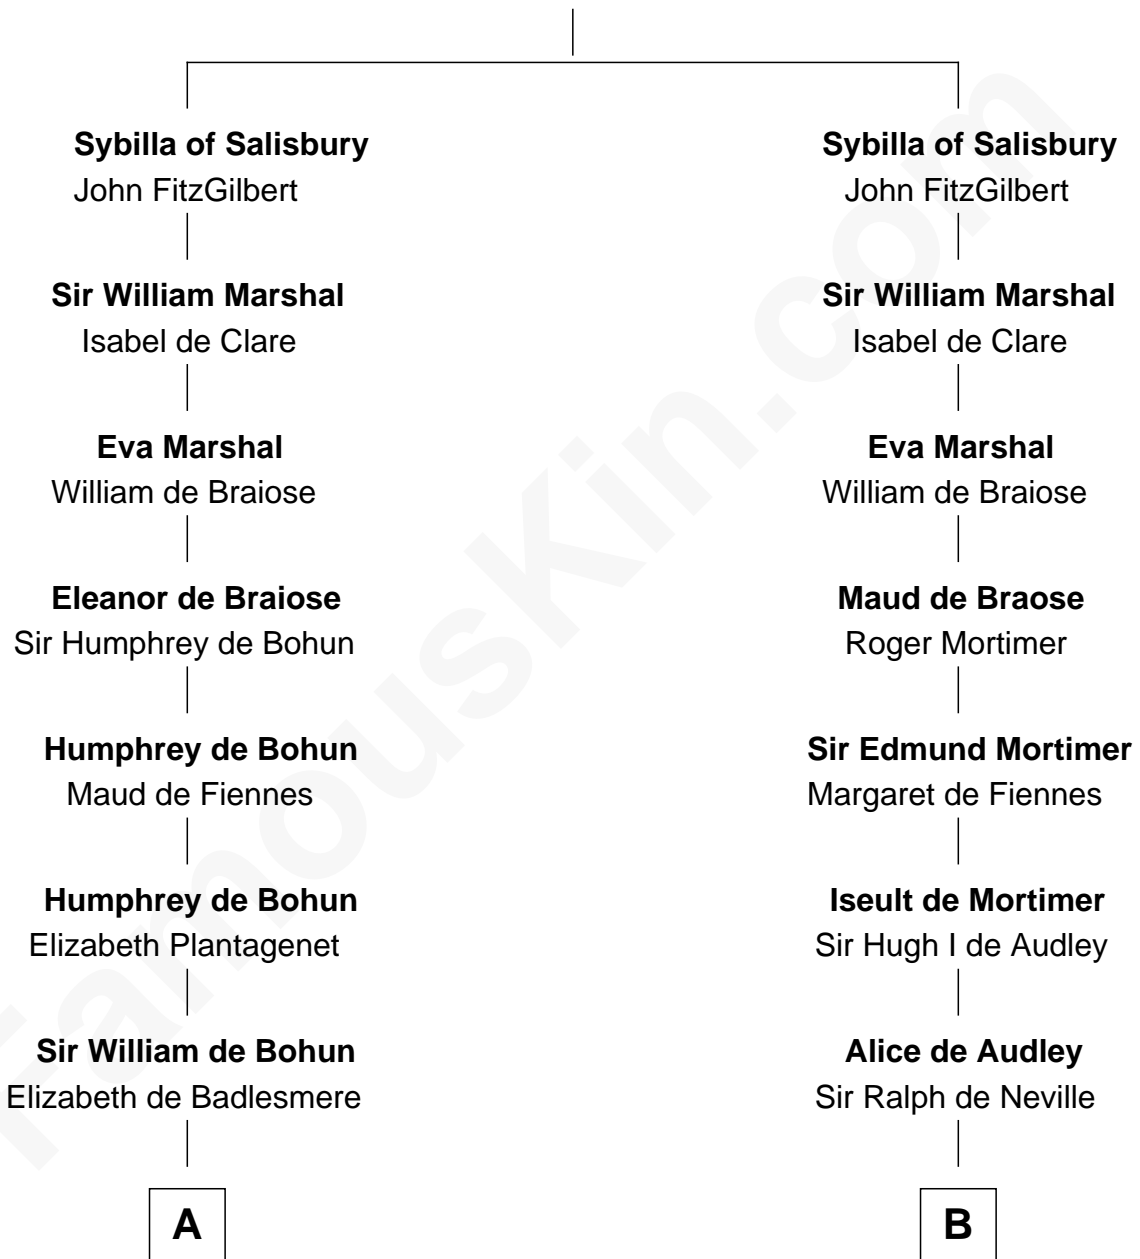 Sybilla of Salisbury
John FitzGilbert
Sir William Marshal
Isabel de Clare
Eva Marshal
William de Braiose
Eleanor de Braiose
Sir Humphrey de Bohun
Humphrey de Bohun
Maud de Fiennes
Humphrey de Bohun
Elizabeth Plantagenet
Sir William de Bohun
Elizabeth de Badlesmere
A
Sybilla of Salisbury
John FitzGilbert
Sir William Marshal
Isabel de Clare
Eva Marshal
William de Braiose
Maud de Braose
Roger Mortimer
Sir Edmund Mortimer
Margaret de Fiennes
Iseult de Mortimer
Sir Hugh I de Audley
Alice de Audley
Sir Ralph de Neville
B
FamousKin.com